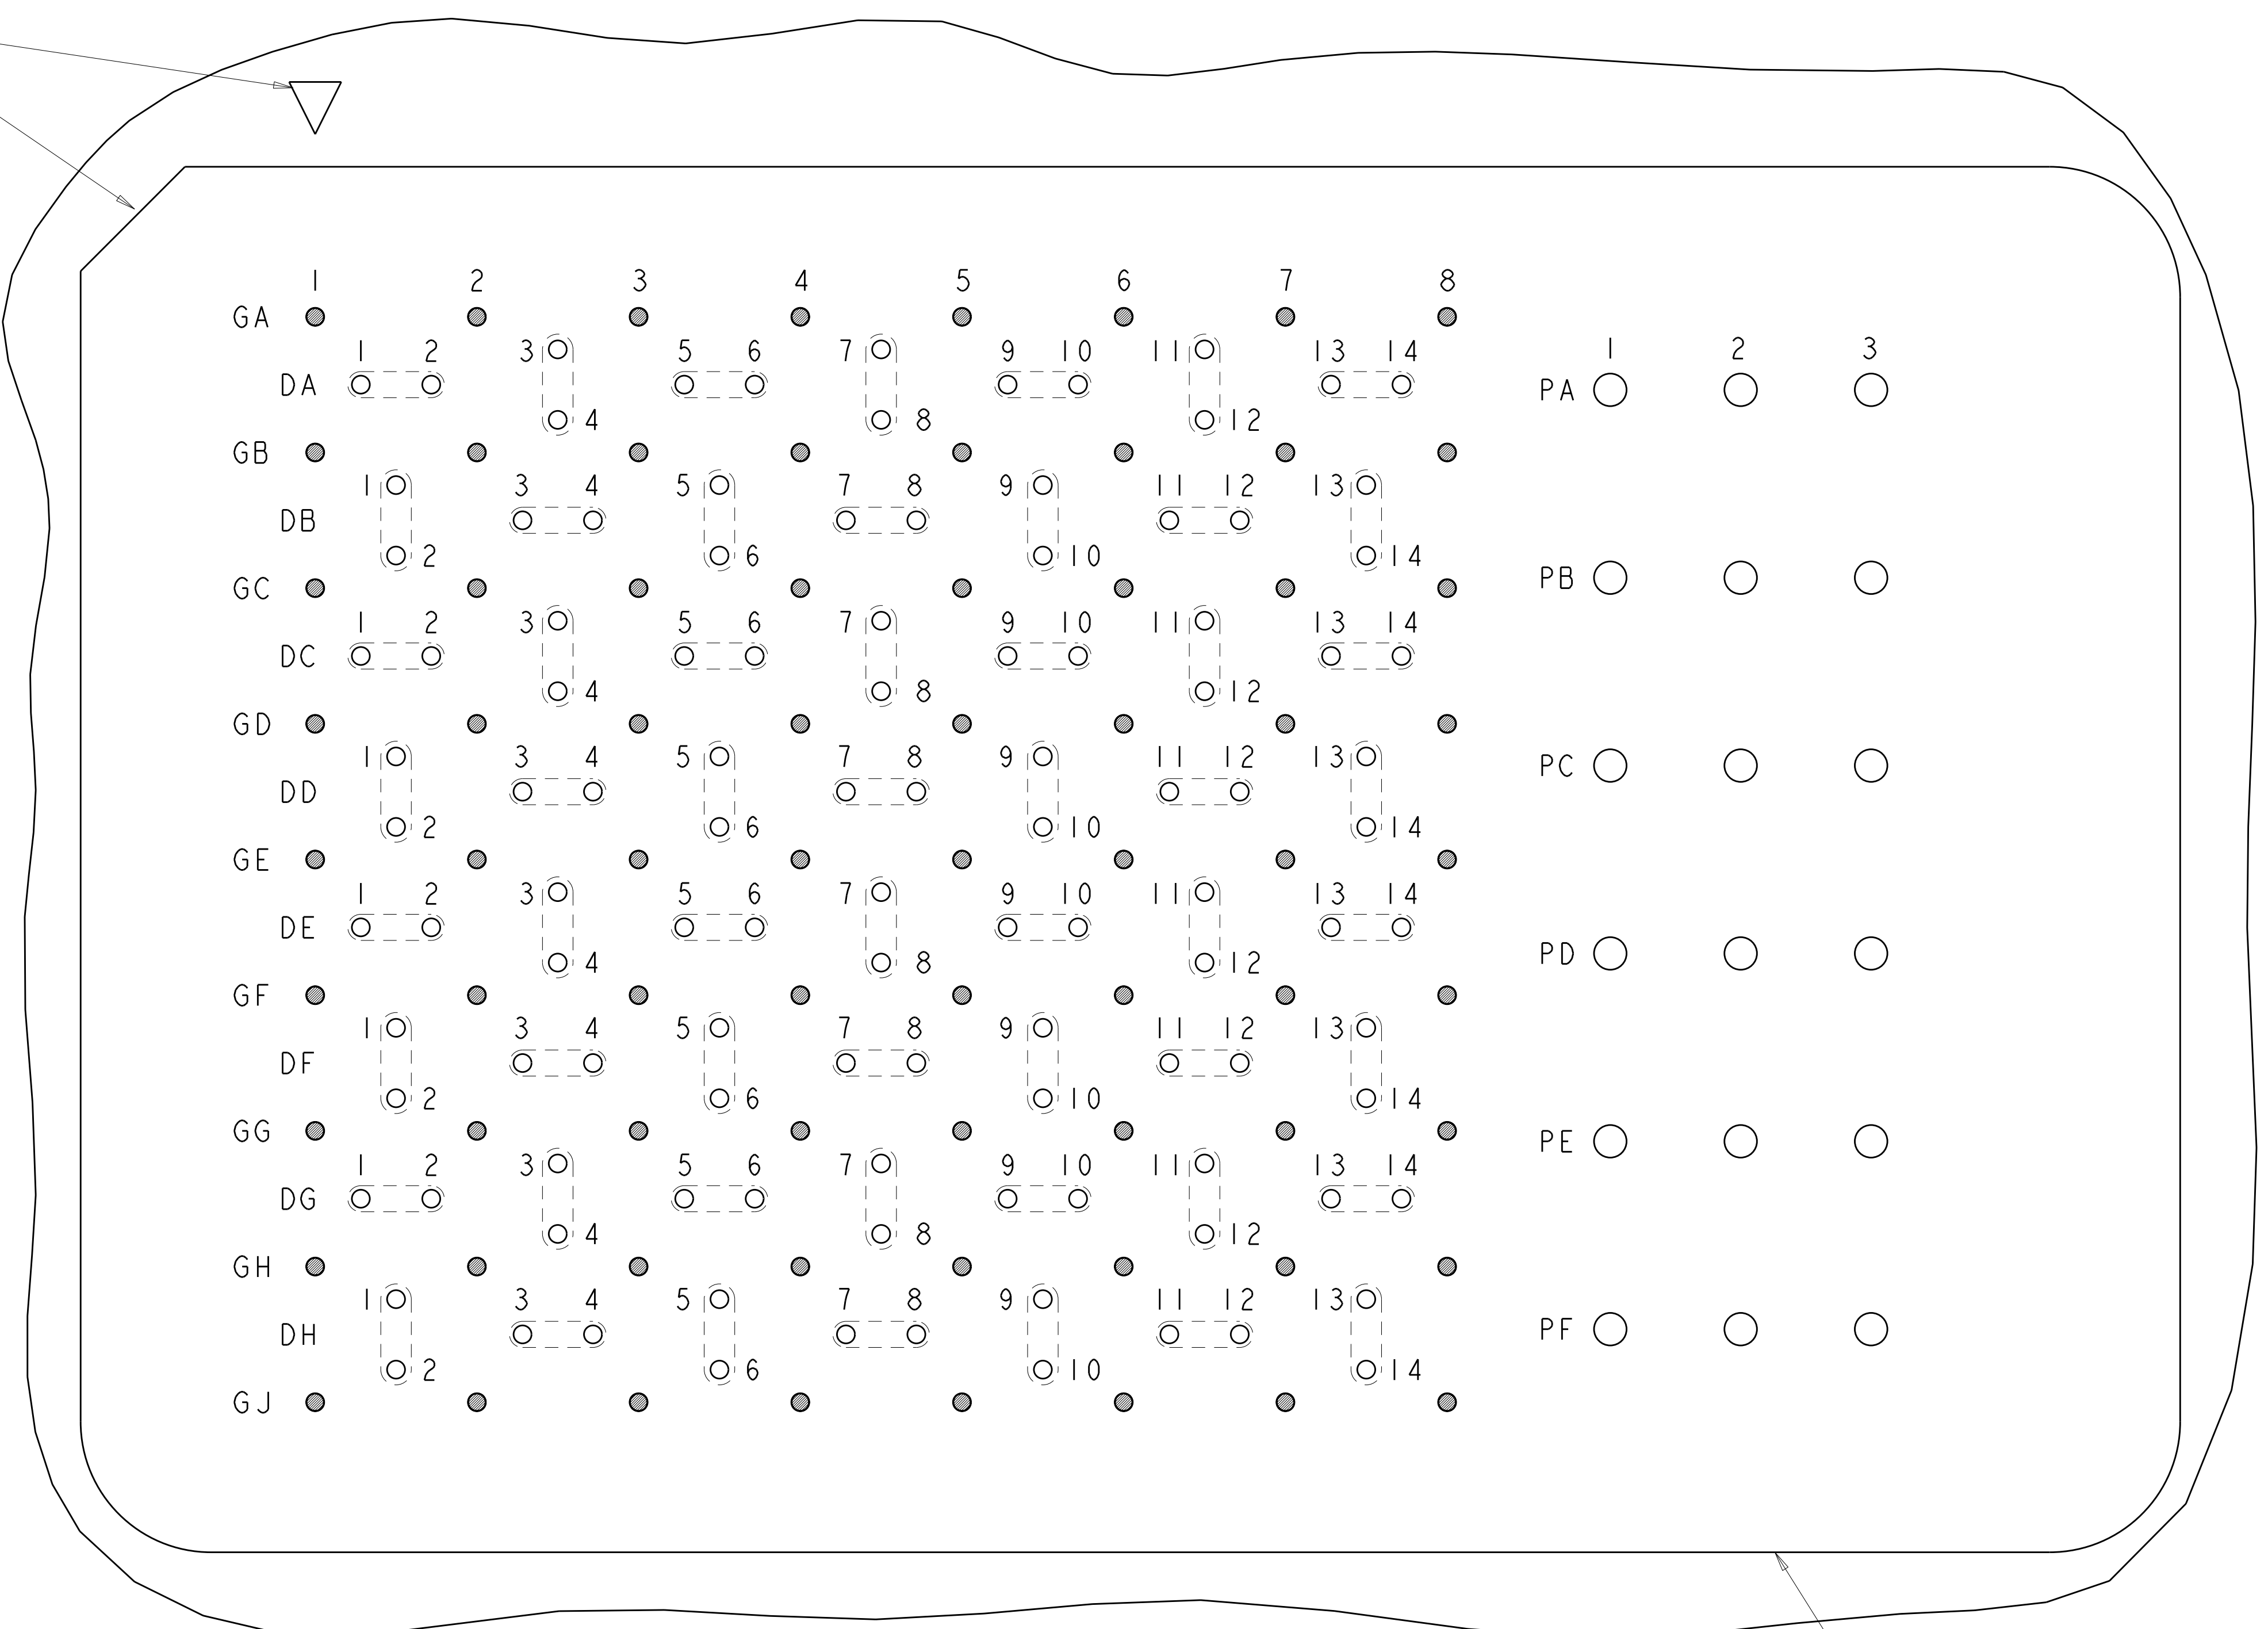 1 2 3 4 5 6 7 8
GA
1 2 3 5 6 7 9 10 11 13 14 1 2 3
DA PA
4 8 12
GB
1 3 4 5 7 8 9 11 12 13
DB
2 6 10 14 PB
GC
1 2 3 5 6 7 9 10 11 13 14
DC
4 8 12
GD
1 3 4 5 7 8 9 11 12 13 PC
DD
2 6 10 14
GE
1 2 3 5 6 7 9 10 11 13 14
DE
4 8 12 PD
GF
1 3 4 5 7 8 9 11 12 13
DF
2 6 10 14
GG PE
1 2 3 5 6 7 9 10 11 13 14
DG
4 8 12
GH
1 3 4 5 7 8 9 11 12 13
DH PF
2 6 10 14
GJ